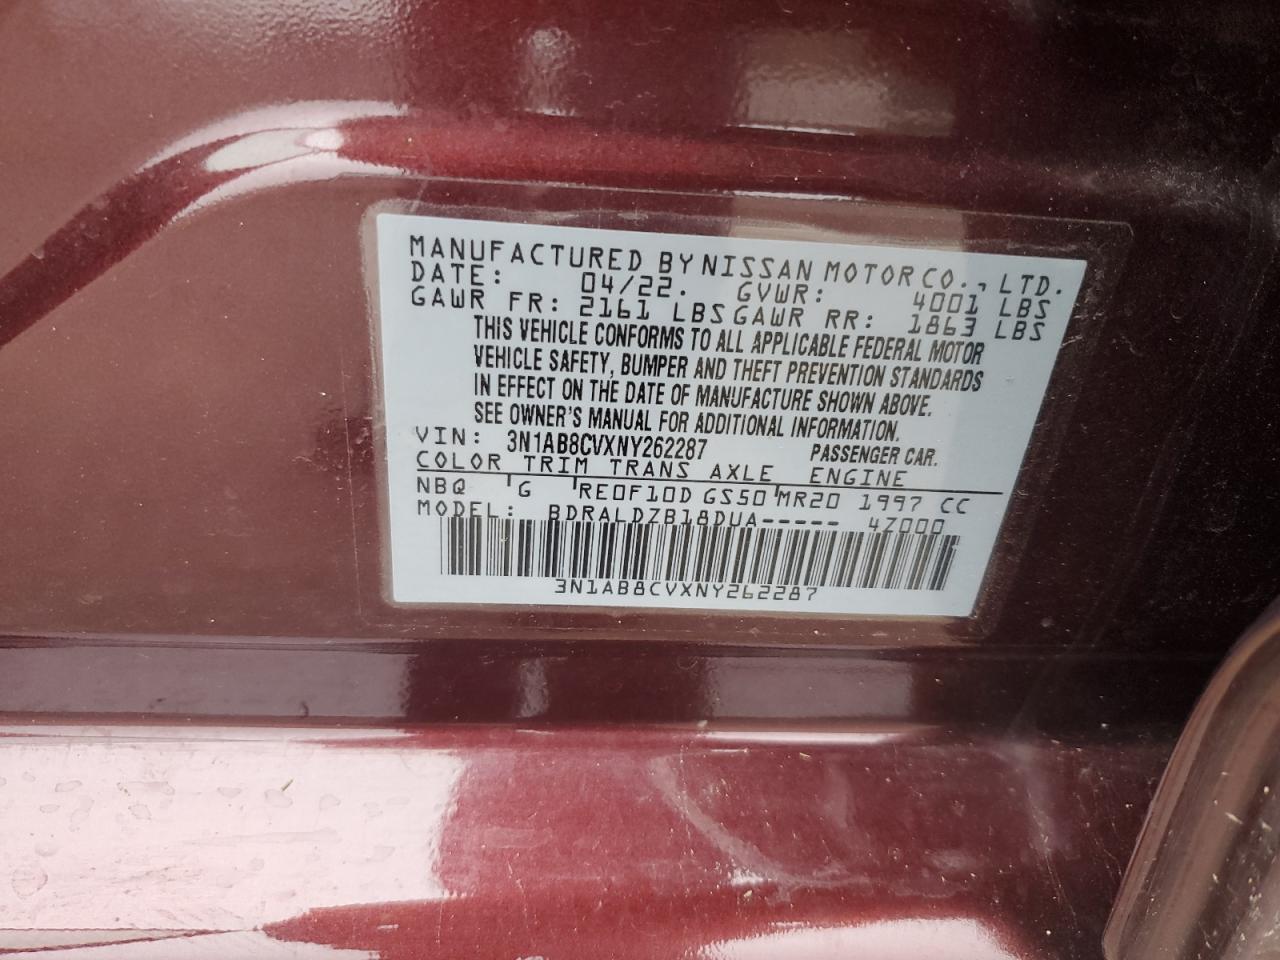 MANUFACTURED BY NISSAN MOTOR CO., LTD.
DATE: 04/22. GVWR: 4001 LBS
GAWR FR: 2161 LBS GAWR RR: 1863 LBS
THIS VEHICLE CONFORMS TO ALL APPLICABLE FEDERAL MOTOR
VEHICLE SAFETY, BUMPER AND THEFT PREVENTION STANDARDS
IN EFFECT ON THE DATE OF MANUFACTURE SHOWN ABOVE.
SEE OWNER'S MANUAL FOR ADDITIONAL INFORMATION.
VIN: 3N1AB8CVXNY262287 PASSENGER CAR.
COLOR TRIM TRANS AXLE ENGINE
NBQ G RE0F10D GS50 MR20 1997 CC
MODEL: BDRALDZB18DUA----- 4Z000
3N1AB8CVXNY262287